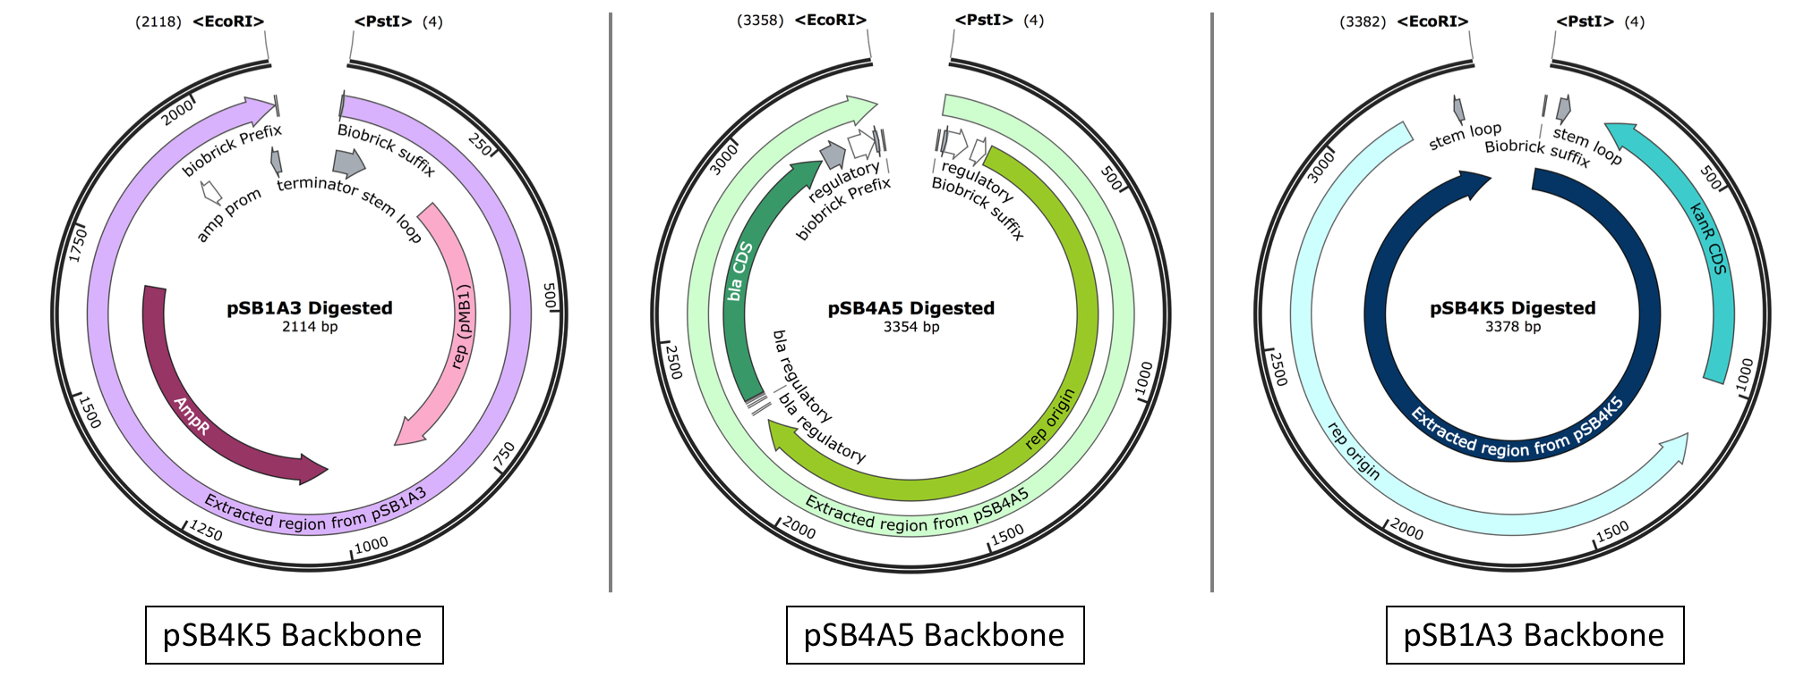 (2118) <EcoRI>
<PstI> (4)
2000
250
1750
500
1500
750
1250
1000
biobrick Prefix
Biobrick suffix
amp prom
terminator
stem loop
rep (pMB1)
AmpR
Extracted region from pSB1A3
pSB1A3 Digested
2114 bp
pSB4K5 Backbone
(3358) <EcoRI>
<PstI> (4)
3000
500
2500
1000
2000
1500
regulatory
biobrick Prefix
regulatory
Biobrick suffix
bla CDS
bla regulatory
bla regulatory
rep origin
Extracted region from pSB4A5
pSB4A5 Digested
3354 bp
pSB4A5 Backbone
(3382) <EcoRI>
<PstI> (4)
3000
500
2500
1000
2000
1500
stem loop
stem loop
Biobrick suffix
kanR CDS
rep origin
Extracted region from pSB4K5
pSB4K5 Digested
3378 bp
pSB1A3 Backbone